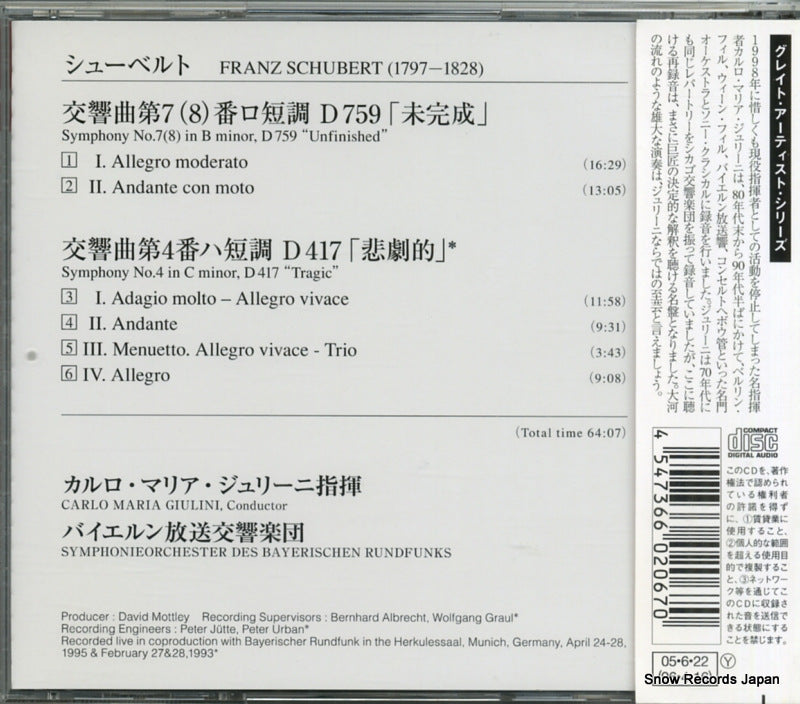 シューベルト FRANZ SCHUBERT (1797–1828)
交響曲第7(8)番ロ短調 D759「未完成」
Symphony No.7(8) in B minor, D759 "Unfinished"
1 I. Allegro moderato (16:29)
2 II. Andante con moto (13:05)
交響曲第4番ハ短調 D417「悲劇的」*
Symphony No.4 in C minor, D417 "Tragic"
3 I. Adagio molto – Allegro vivace (11:58)
4 II. Andante (9:31)
5 III. Menuetto. Allegro vivace - Trio (3:43)
6 IV. Allegro (9:08)
(Total time 64:07)
カルロ・マリア・ジュリーニ指揮
CARLO MARIA GIULINI, Conductor
バイエルン放送交響楽団
SYMPHONIEORCHESTER DES BAYERISCHEN RUNDFUNKS
Producer : David Mottley Recording Supervisors : Bernhard Albrecht, Wolfgang Graul*
Recording Engineers : Peter Jütte, Peter Urban*
Recorded live in coproduction with Bayerischer Rundfunk in the Herkulessaal, Munich, Germany, April 24-28,
1995 & February 27&28,1993*
グレイト・アーティスト・シリーズ
1998年に惜しくも現役指揮者としての活動を停止してしまった名指揮
者カルロ・マリア・ジュリーニは、80年代末から90年代半ばにかけて、ベルリン・
フィル、ウィーン・フィル、バイエルン放送響、コンセルトヘボウ管といった名門
オーケストラとソニー・クラシカルに録音を行いました。ジュリーニは70年代に
も同じレパートリーをシカゴ交響楽団を振って録音していましたが、ここに聴
ける再録音は、まさに巨匠の決定的な解釈を聴ける名盤となりました。大河
の流れのような雄大な演奏は、ジュリーニならではの至芸と言えましょう。
COMPACT
disc
DIGITAL AUDIO
4 547366 020670
このCDを、著作
権法で認められ
ている権利者
の許諾を得ず
に、①賃貸業に
使用すること、
②個人的な範囲
を超える使用目
的で複製するこ
と、③ネットワー
ク等を通じてこ
のCDに収録され
た音を送信で
きる状態にする
ことを禁じます。
05•6•22
Y
Snow Records Japan